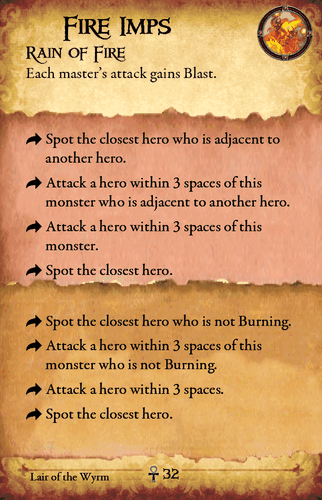 Fire Imps
Rain of Fire
Each master's attack gains Blast.
Spot the closest hero who is adjacent to
another hero.
Attack a hero within 3 spaces of this
monster who is adjacent to another hero.
Attack a hero within 3 spaces of this
monster.
Spot the closest hero.
Spot the closest hero who is not Burning.
Attack a hero within 3 spaces of this
monster who is not Burning.
Attack a hero within 3 spaces.
Spot the closest hero.
Lair of the Wyrm 32